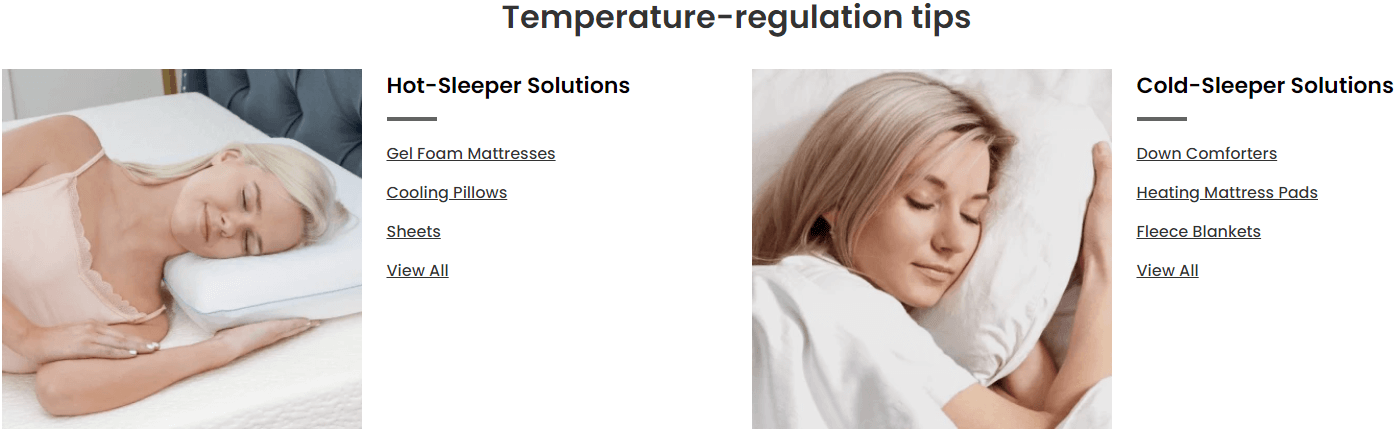 Temperature-regulation tips
Hot-Sleeper Solutions
Gel Foam Mattresses
Cooling Pillows
Sheets
View All
Cold-Sleeper Solutions
Down Comforters
Heating Mattress Pads
Fleece Blankets
View All